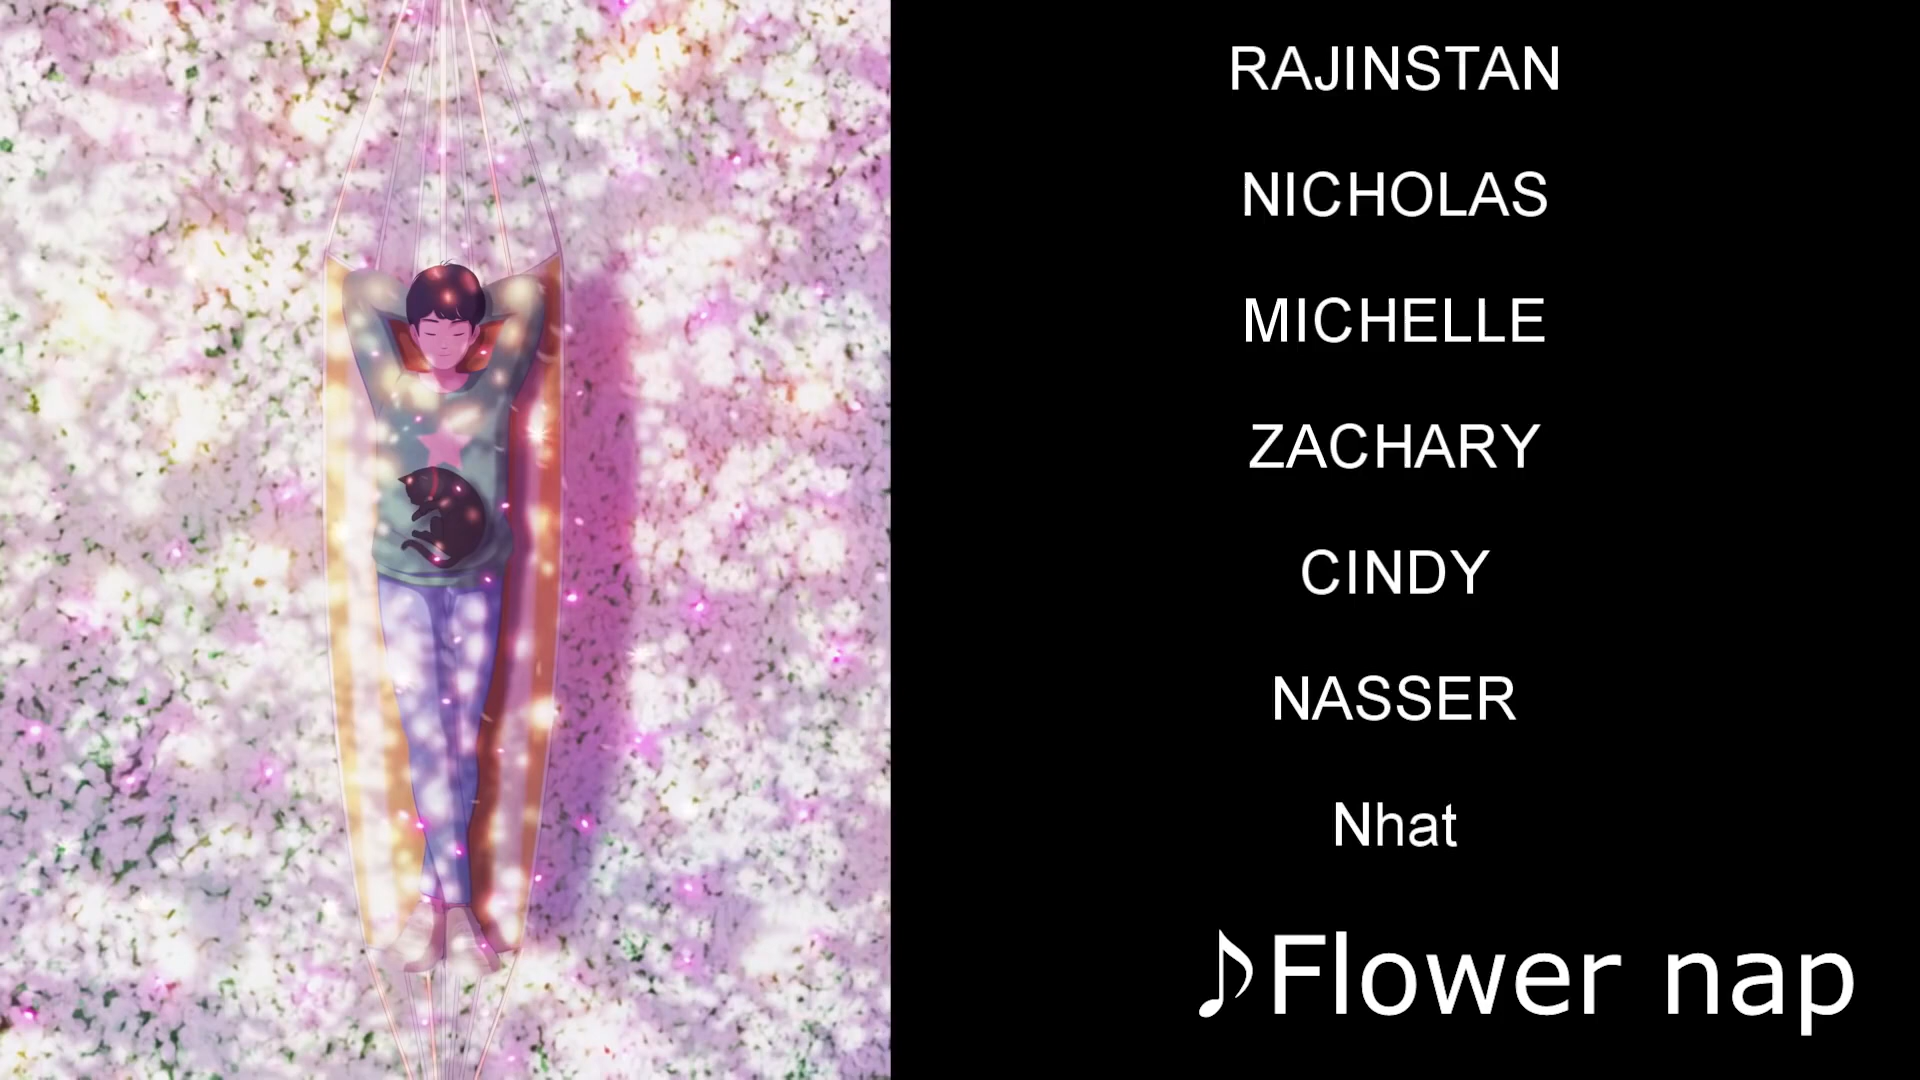 RAJINSTAN
NICHOLAS
MICHELLE
ZACHARY
CINDY
NASSER
Nhat
♪Flower nap